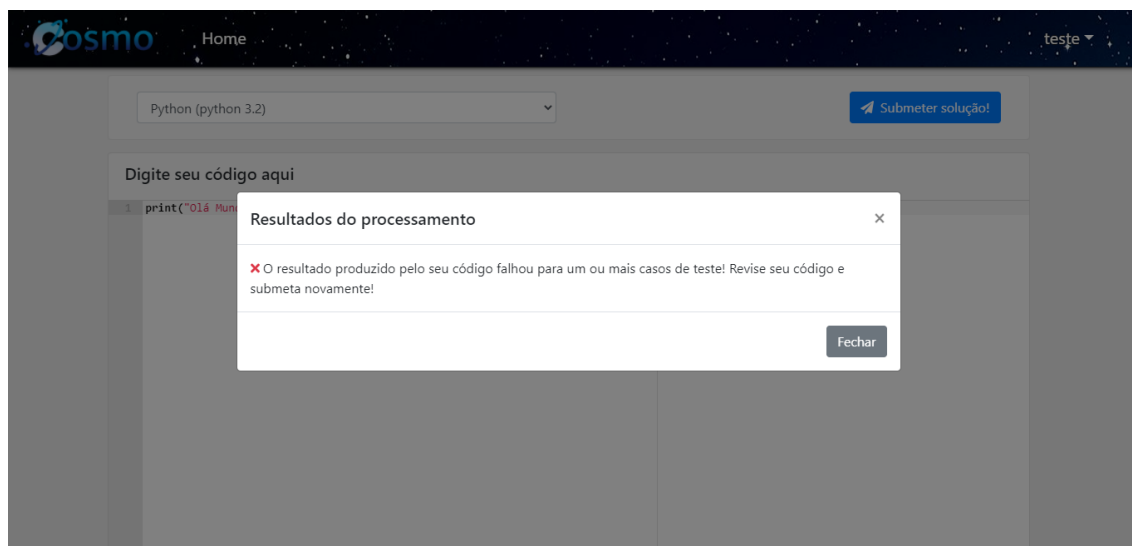 Cosmo
Home
teste
Python (python 3.2)
Submeter solução!
Digite seu código aqui
1 print("Olá
Resultados do processamento
×
O resultado produzido pelo seu código falhou para um ou mais casos de teste! Revise seu código e
submeta novamente!
Fechar